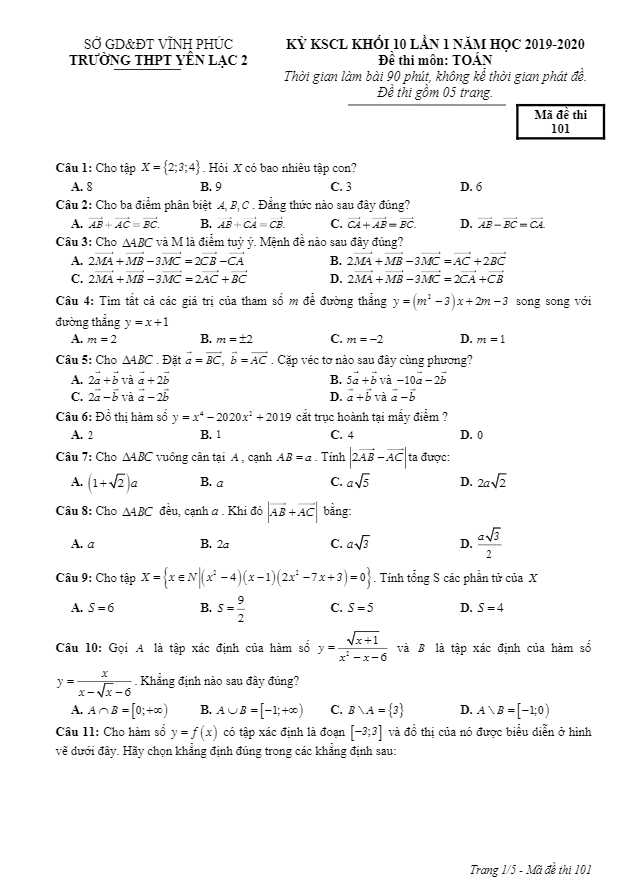 SỞ GD&ĐT VĨNH PHÚC
TRƯỜNG THPT YÊN LẠC 2
KỲ KSCL KHỐI 10 LẦN 1 NĂM HỌC 2019-2020
Đề thi môn: TOÁN
Thời gian làm bài 90 phút, không kể thời gian phát đề.
Đề thi gồm 05 trang.
Mã đề thi
101
Câu 1: Cho tập X = {2;3;4}. Hỏi X có bao nhiêu tập con?
A. 8 B. 9 C. 3 D. 6
Câu 2: Cho ba điểm phân biệt A, B, C. Đẳng thức nào sau đây đúng?
A. $\overrightarrow{AB}+\overrightarrow{AC}=\overrightarrow{BC}.$ B. $\overrightarrow{AB}+\overrightarrow{CA}=\overrightarrow{CB}.$ C. $\overrightarrow{CA}+\overrightarrow{AB}=\overrightarrow{BC}.$ D. $\overrightarrow{AB}-\overrightarrow{BC}=\overrightarrow{CA}.$
Câu 3: Cho ΔABC và M là điểm tuỳ ý. Mệnh đề nào sau đây đúng?
A. $2\overrightarrow{MA}+\overrightarrow{MB}-3\overrightarrow{MC}=2\overrightarrow{CB}-\overrightarrow{CA}$ B. $2\overrightarrow{MA}+\overrightarrow{MB}-3\overrightarrow{MC}=\overrightarrow{AC}+2\overrightarrow{BC}$
C. $2\overrightarrow{MA}+\overrightarrow{MB}-3\overrightarrow{MC}=2\overrightarrow{AC}+\overrightarrow{BC}$ D. $2\overrightarrow{MA}+\overrightarrow{MB}-3\overrightarrow{MC}=2\overrightarrow{CA}+\overrightarrow{CB}$
Câu 4: Tìm tất cả các giá trị của tham số m để đường thẳng $y=(m^2-3)x+2m-3$ song song với
đường thẳng y = x+1
A. m = 2 B. m = ±2 C. m = −2 D. m = 1
Câu 5: Cho ΔABC. Đặt $\vec{a}=\overrightarrow{BC}$, $\vec{b}=\overrightarrow{AC}$. Cặp véc tơ nào sau đây cùng phương?
A. $2\vec{a}+\vec{b}$ và $\vec{a}+2\vec{b}$ B. $5\vec{a}+\vec{b}$ và $-10\vec{a}-2\vec{b}$
C. $2\vec{a}-\vec{b}$ và $\vec{a}-2\vec{b}$ D. $\vec{a}+\vec{b}$ và $\vec{a}-\vec{b}$
Câu 6: Đồ thị hàm số $y=x^4-2020x^2+2019$ cắt trục hoành tại mấy điểm ?
A. 2 B. 1 C. 4 D. 0
Câu 7: Cho ΔABC vuông cân tại A, cạnh AB = a. Tính $|2\overrightarrow{AB}-\overrightarrow{AC}|$ ta được:
A. $(1+\sqrt{2})a$ B. a C. $a\sqrt{5}$ D. $2a\sqrt{2}$
Câu 8: Cho ΔABC đều, cạnh a. Khi đó $|\overrightarrow{AB}+\overrightarrow{AC}|$ bằng:
A. a B. 2a C. $a\sqrt{3}$ D. $\frac{a\sqrt{3}}{2}$
Câu 9: Cho tập $X=\{x\in N|(x^2-4)(x-1)(2x^2-7x+3)=0\}$. Tính tổng S các phần tử của X
A. S = 6 B. $S=\frac{9}{2}$ C. S = 5 D. S = 4
Câu 10: Gọi A là tập xác định của hàm số $y=\frac{\sqrt{x+1}}{x^2-x-6}$ và B là tập xác định của hàm số
$y=\frac{x}{x-\sqrt{x}-6}$. Khẳng định nào sau đây đúng?
A. A∩B = [0;+∞) B. A∪B = [−1;+∞) C. B\A = {3} D. A\B = [−1;0)
Câu 11: Cho hàm số y = f(x) có tập xác định là đoạn [−3;3] và đồ thị của nó được biểu diễn ở hình
vẽ dưới đây. Hãy chọn khẳng định đúng trong các khẳng định sau:
Trang 1/5 - Mã đề thi 101